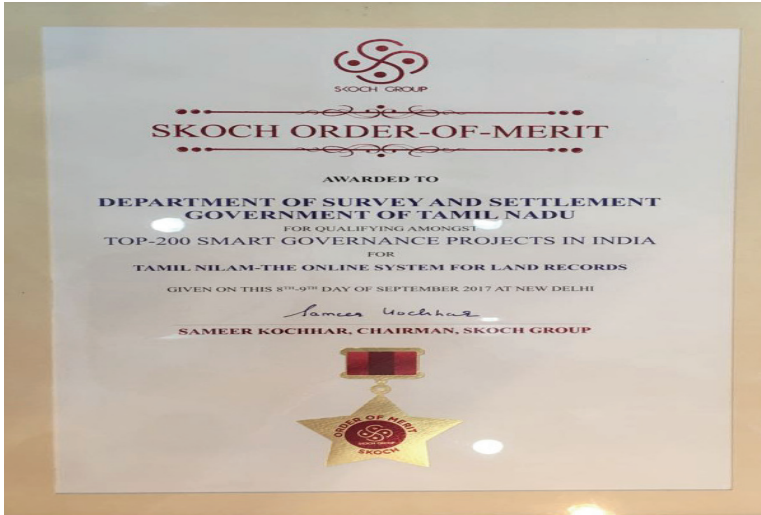 SKOCH GROUP
SKOCH ORDER-OF-MERIT
AWARDED TO
DEPARTMENT OF SURVEY AND SETTLEMENT
GOVERNMENT OF TAMIL NADU
FOR QUALIFYING AMONGST
TOP-200 SMART GOVERNANCE PROJECTS IN INDIA
FOR
TAMIL NILAM-THE ONLINE SYSTEM FOR LAND RECORDS
GIVEN ON THIS 8TH-9TH DAY OF SEPTEMBER 2017 AT NEW DELHI
Sameer Kochhar
SAMEER KOCHHAR, CHAIRMAN, SKOCH GROUP
ORDER OF MERIT
SKOCH GROUP
SKOCH